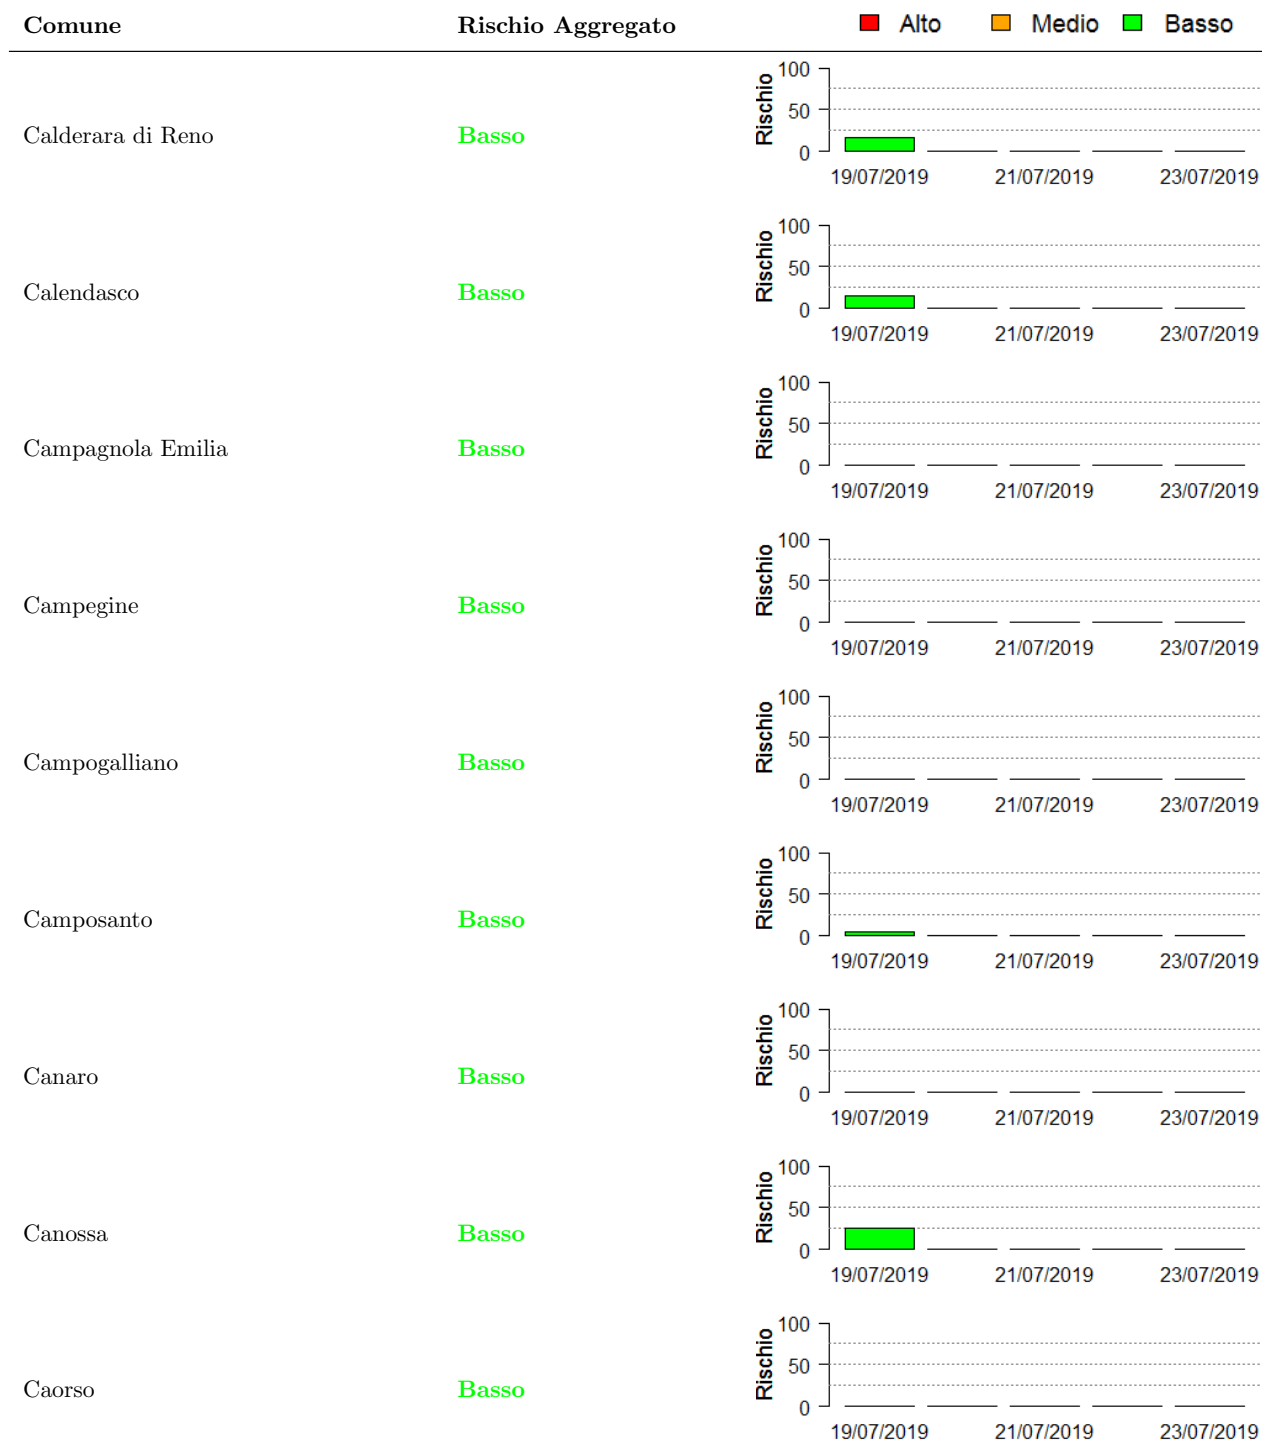 Comune Rischio Aggregato Alto Medio Basso
Calderara di Reno Basso Rischio 100 50 0
19/07/2019 21/07/2019 23/07/2019
Calendasco Basso Rischio 100 50 0
19/07/2019 21/07/2019 23/07/2019
Campagnola Emilia Basso Rischio 100 50 0
19/07/2019 21/07/2019 23/07/2019
Campegine Basso Rischio 100 50 0
19/07/2019 21/07/2019 23/07/2019
Campogalliano Basso Rischio 100 50 0
19/07/2019 21/07/2019 23/07/2019
Camposanto Basso Rischio 100 50 0
19/07/2019 21/07/2019 23/07/2019
Canaro Basso Rischio 100 50 0
19/07/2019 21/07/2019 23/07/2019
Canossa Basso Rischio 100 50 0
19/07/2019 21/07/2019 23/07/2019
Caorso Basso Rischio 100 50 0
19/07/2019 21/07/2019 23/07/2019